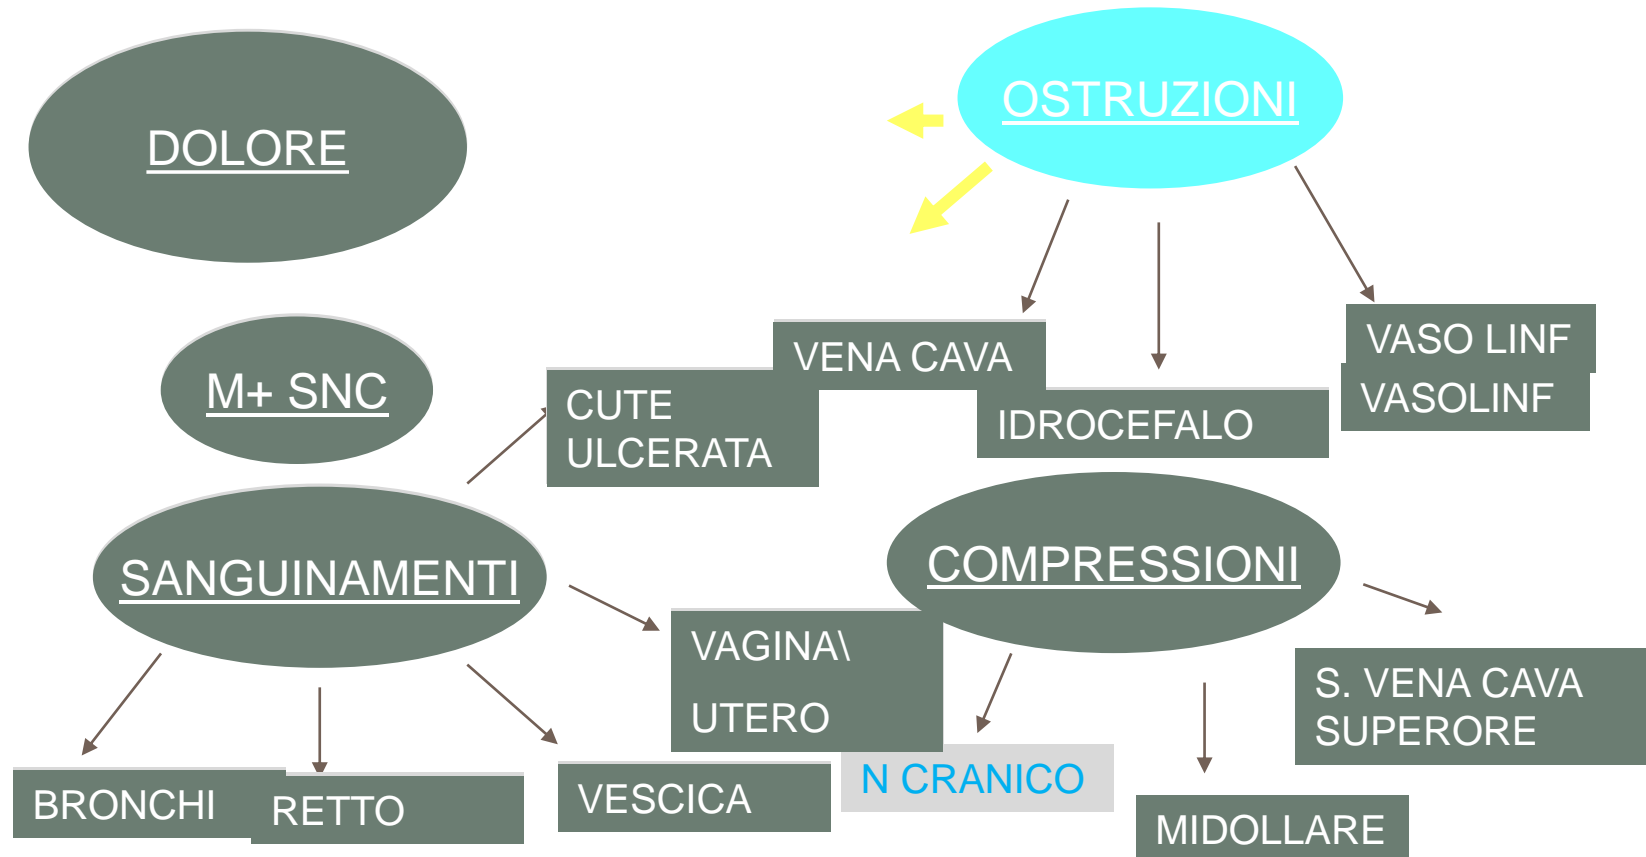 DOLORE
OSTRUZIONI
M+ SNC
VENA CAVA
VASO LINF
VASOLINF
CUTE
ULCERATA
IDROCEFALO
SANGUINAMENTI
COMPRESSIONI
VAGINA\
UTERO
S. VENA CAVA
SUPERORE
BRONCHI
RETTO
VESCICA
N CRANICO
MIDOLLARE